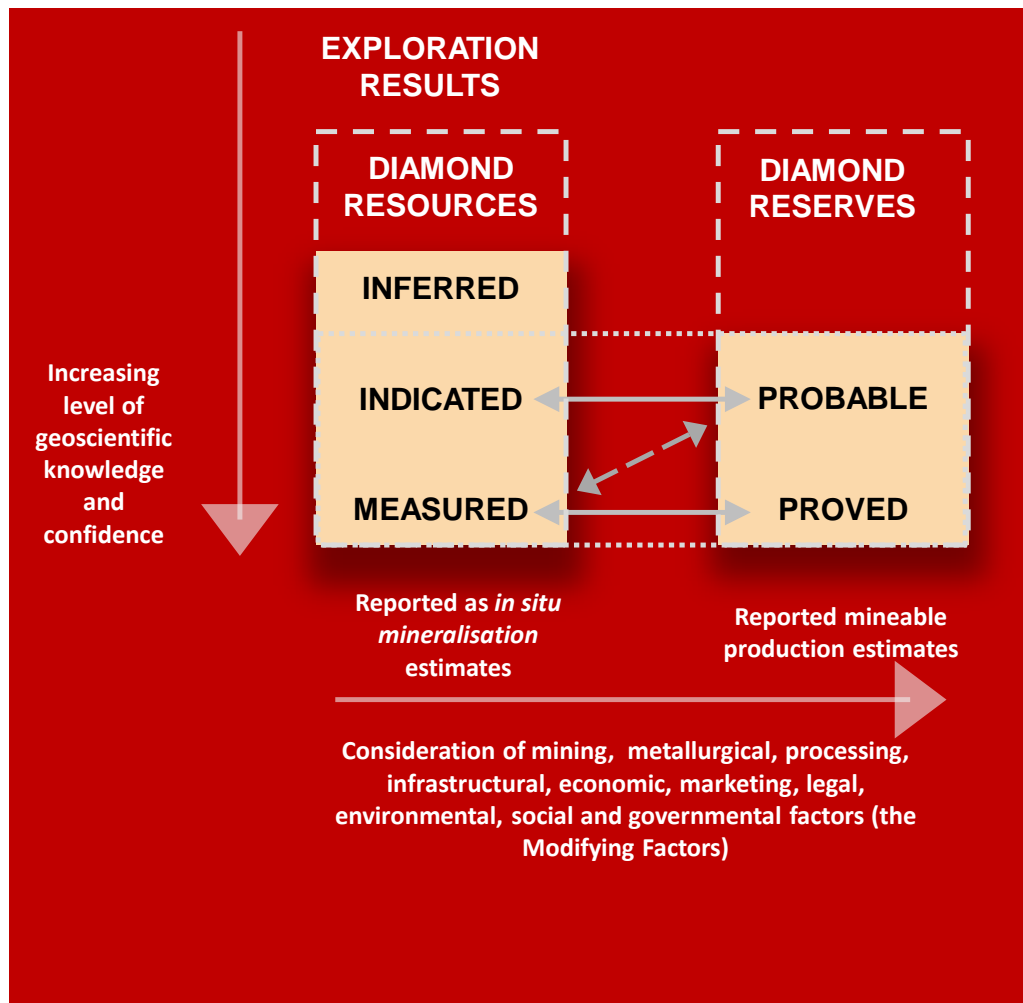 EXPLORATION
RESULTS
DIAMOND
RESOURCES
DIAMOND
RESERVES
INFERRED
INDICATED
PROBABLE
MEASURED
PROVED
Increasing
level of
geoscientific
knowledge
and
confidence
Reported as in situ
mineralisation
estimates
Reported mineable
production estimates
Consideration of mining, metallurgical, processing,
infrastructural, economic, marketing, legal,
environmental, social and governmental factors (the
Modifying Factors)